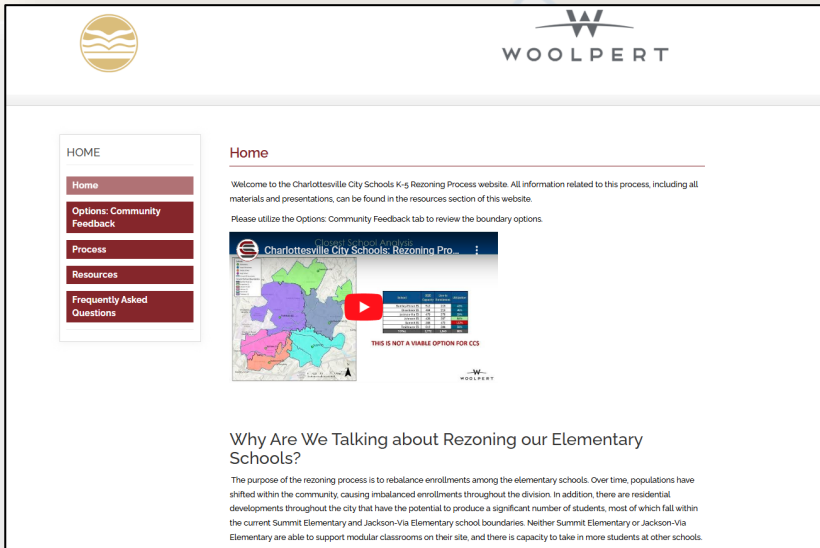 WOOLPERT
HOME
Home
Options: Community
Feedback
Process
Resources
Frequently Asked
Questions
Home
Welcome to the Charlottesville City Schools K-5 Rezoning Process website. All information related to this process, including all
materials and presentations, can be found in the resources section of this website.
Please utilize the Options: Community Feedback tab to review the boundary options.
Closest School Analysis
Charlottesville City Schools: Rezoning Pro...
THIS IS NOT A VIABLE OPTION FOR CCS
WOOLPERT
Why Are We Talking about Rezoning our Elementary
Schools?
The purpose of the rezoning process is to rebalance enrollments among the elementary schools. Over time, populations have
shifted within the community, causing imbalanced enrollments throughout the division. In addition, there are residential
developments throughout the city that have the potential to produce a significant number of students, most of which fall within
the current Summit Elementary and Jackson-Via Elementary school boundaries. Neither Summit Elementary or Jackson-Via
Elementary are able to support modular classrooms on their site, and there is capacity to take in more students at other schools.